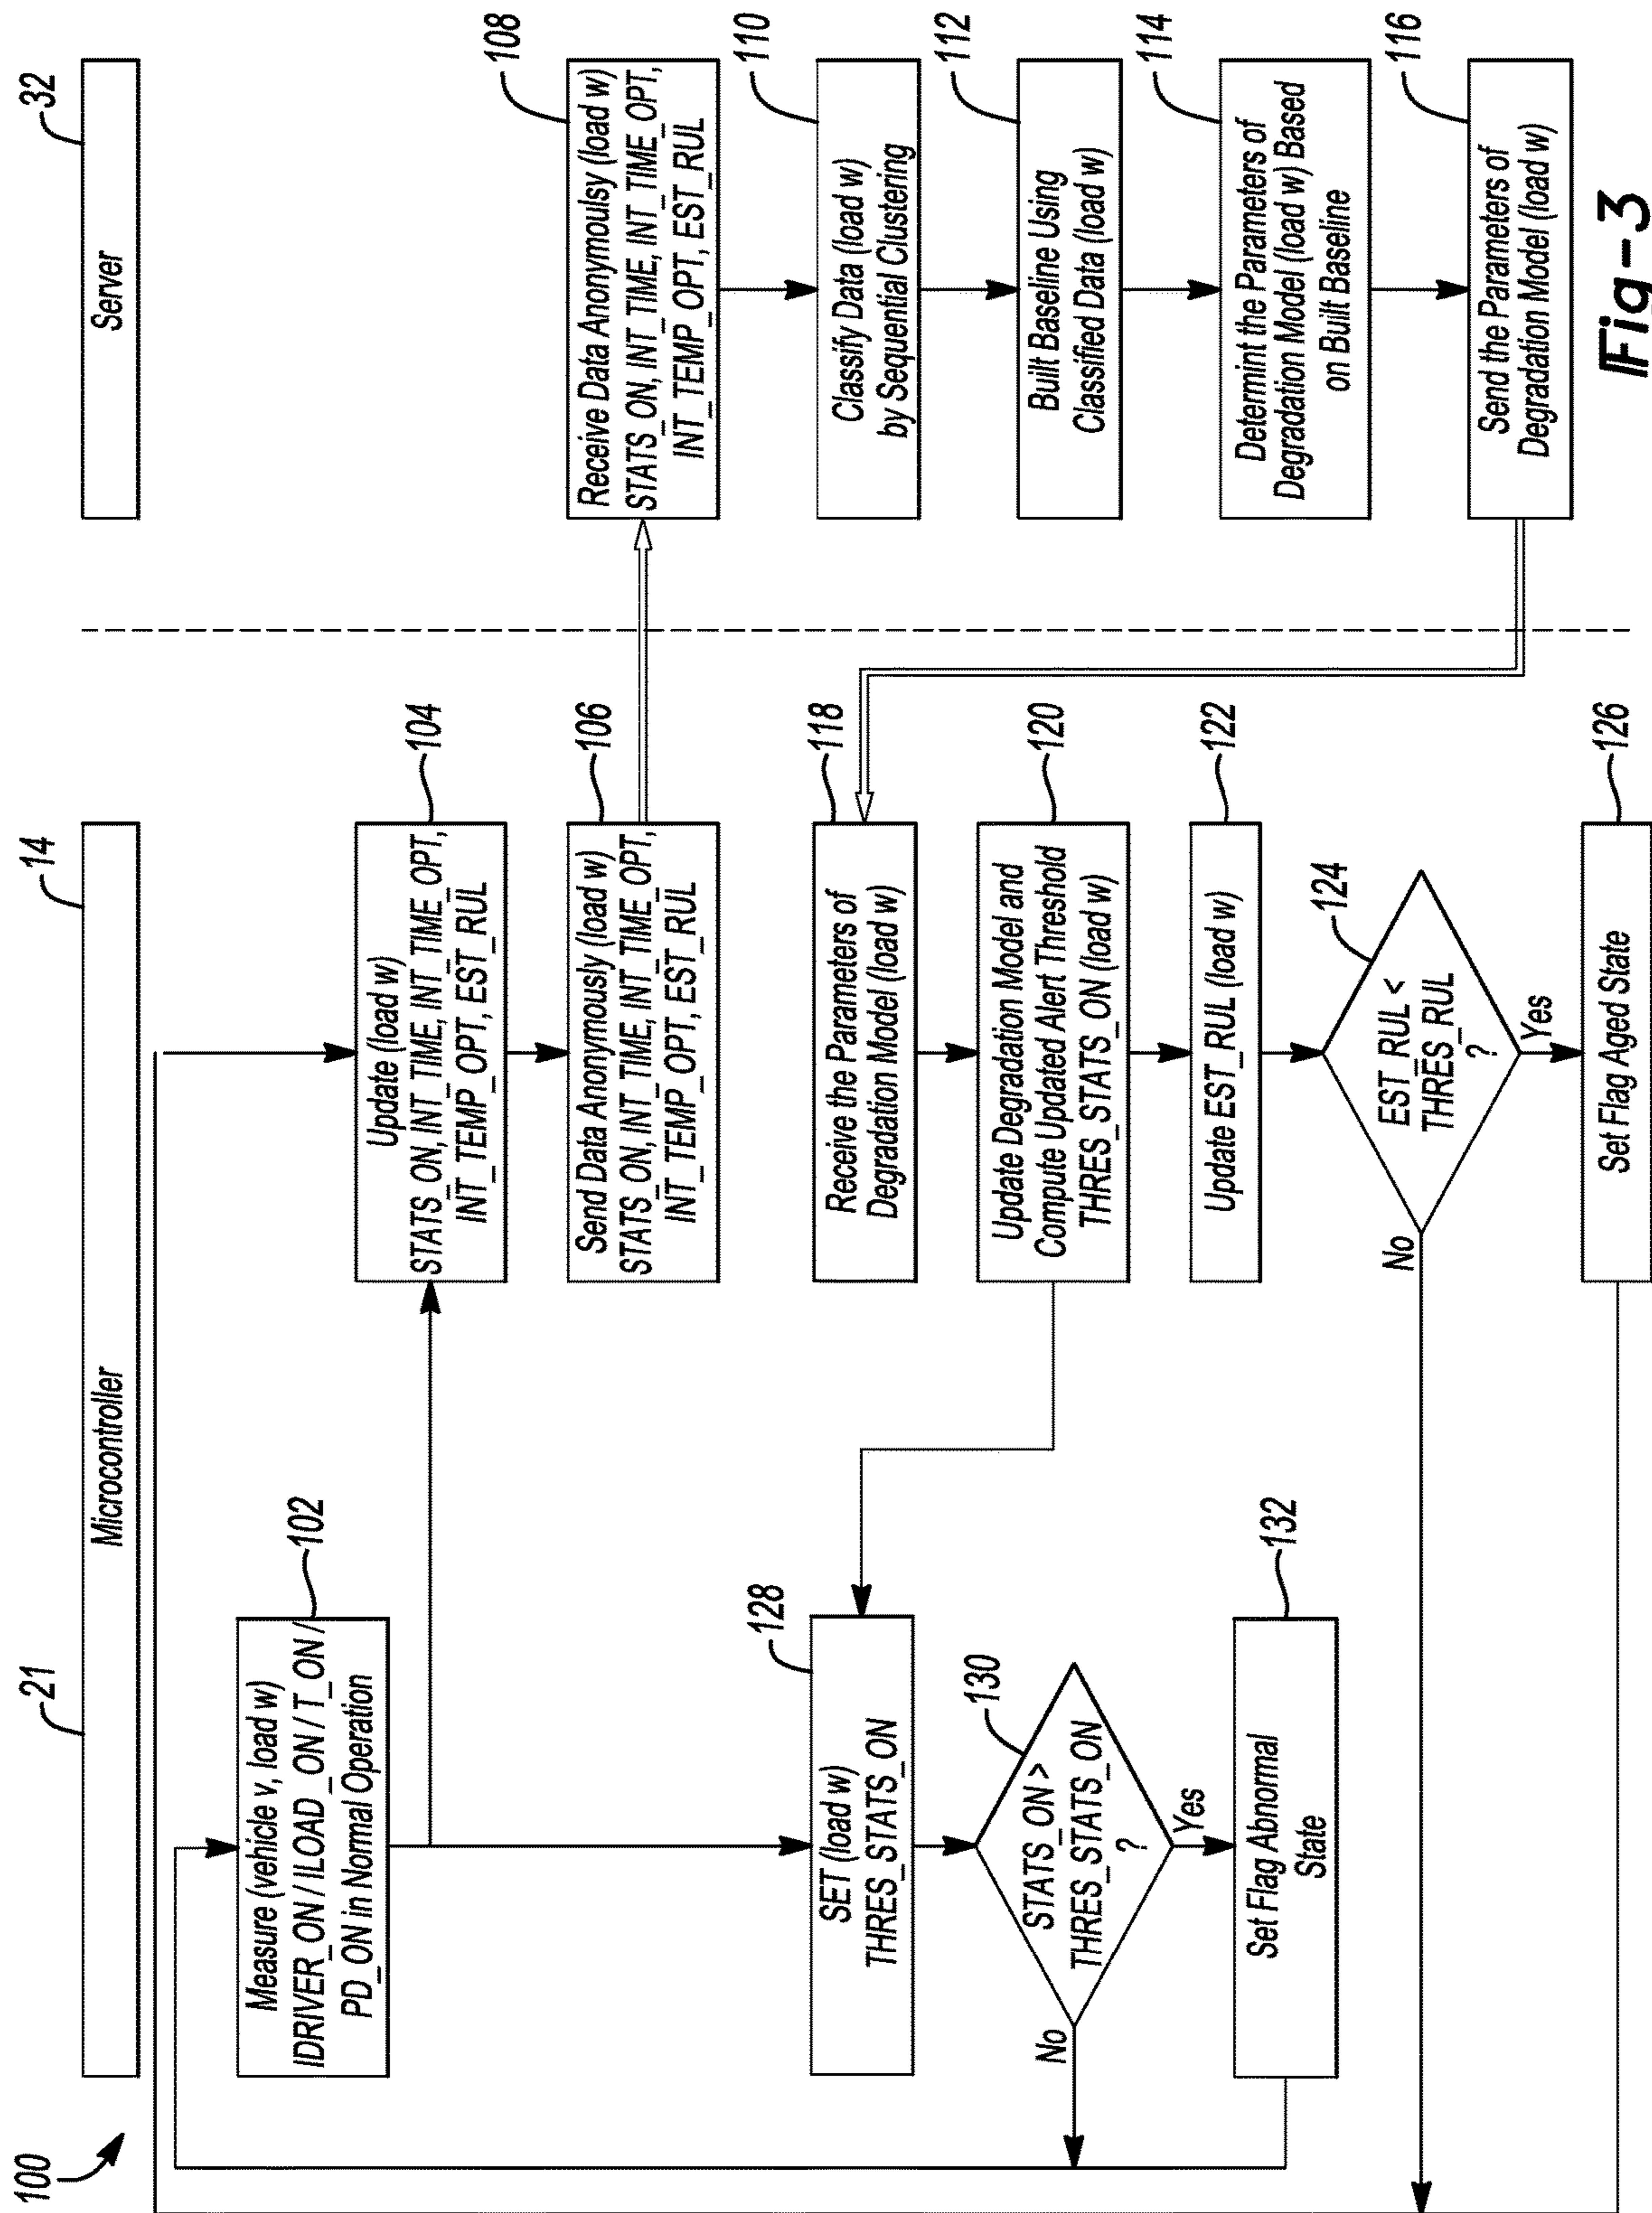 100
21
14
32
Microcontroller
Server
Measure (vehicle v, load w)
IDRIVER_ON / ILOAD_ON / T_ON /
PD_ON in Normal Operation
102
Update (load w)
STATS_ON, INT_TIME, INT_TIME_OPT,
INT_TEMP_OPT, EST_RUL
104
Send Data Anonymously (load w)
STATS_ON, INT_TIME, INT_TIME_OPT,
INT_TEMP_OPT, EST_RUL
106
Receive Data Anonymoulsy (load w)
STATS_ON, INT_TIME, INT_TIME_OPT,
INT_TEMP_OPT, EST_RUL
108
Classify Data (load w)
by Sequential Clustering
110
Built Baseline Using
Classified Data (load w)
112
Determint the Parameters of
Degradation Model (load w) Based
on Built Baseline
114
Send the Parameters of
Degradation Model (load w)
116
Receive the Parameters of
Degradation Model (load w)
118
Update Degradation Model and
Compute Updated Alert Threshold
THRES_STATS_ON (load w)
120
Update EST_RUL (load w)
122
EST_RUL <
THRES_RUL
?
124
No
Yes
Set Flag Aged State
126
SET (load w)
THRES_STATS_ON
128
STATS_ON >
THRES_STATS_ON
?
130
No
Yes
Set Flag Abnormal
State
132
Fig-3